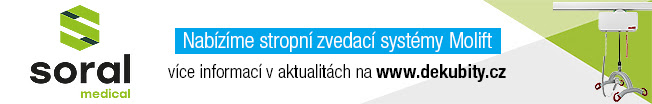 soral
medical
Nabízíme stropní zvedací systémy Molift
více informací v aktualitách na www.dekubity.cz